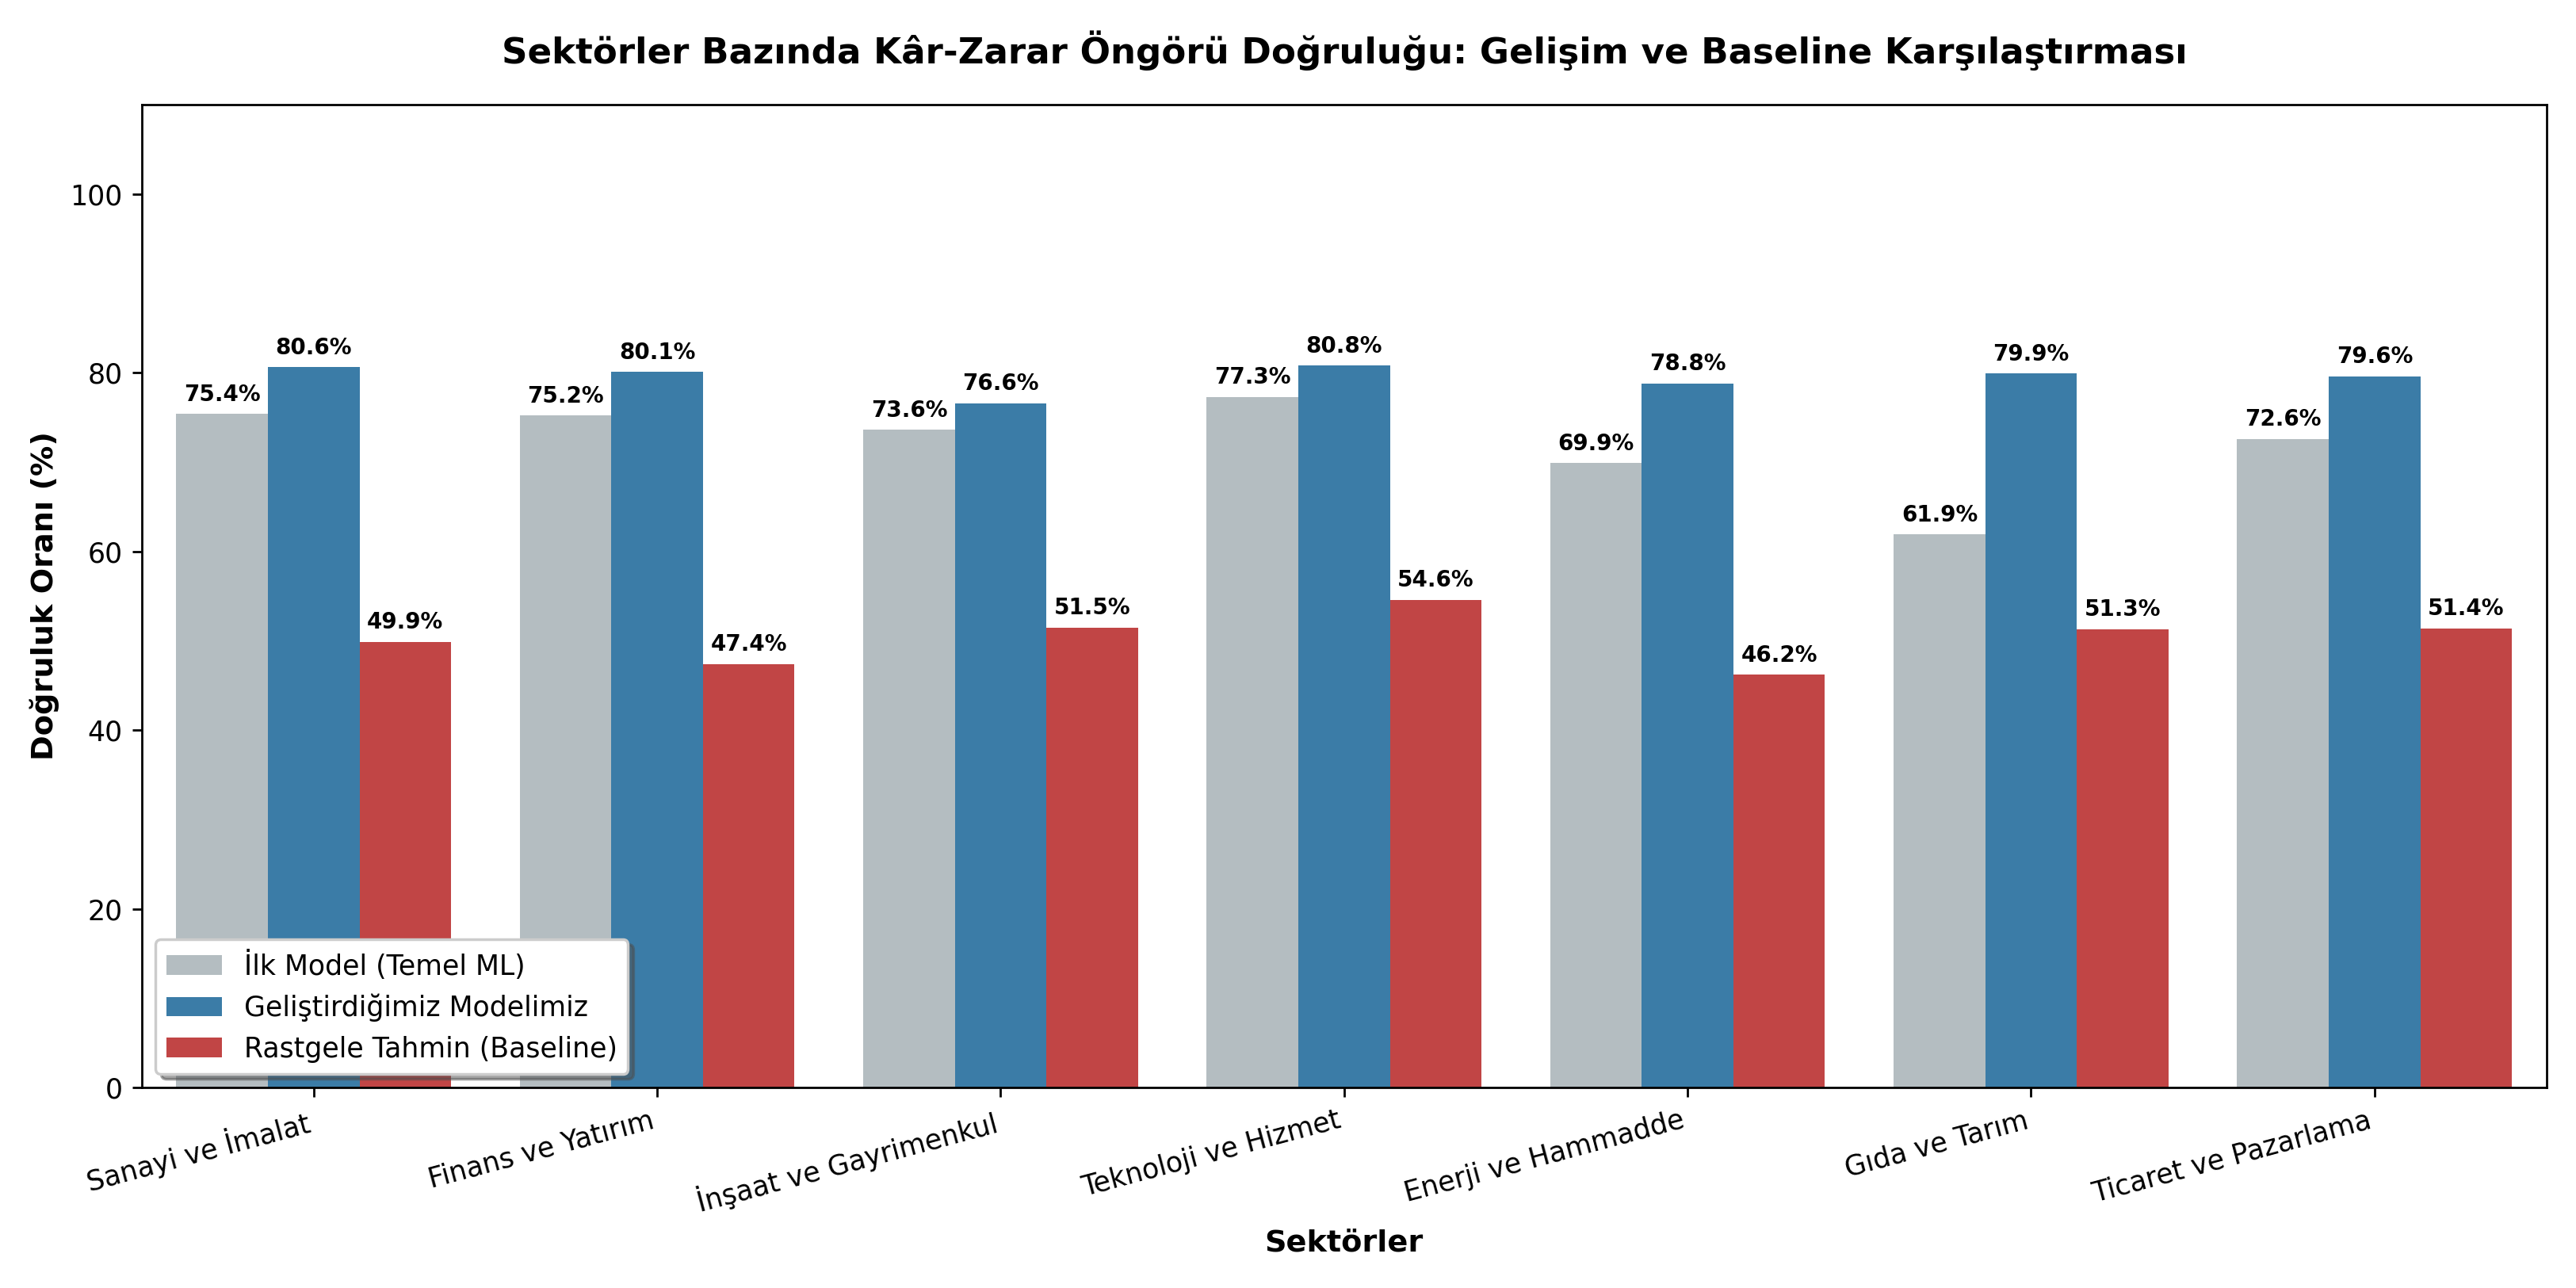 Sektörler Bazında Kâr-Zarar Öngörü Doğruluğu: Gelişim ve Baseline Karşılaştırması
Doğruluk Oranı (%)
100
80
60
40
20
0
75.4%
80.6%
49.9%
75.2%
80.1%
47.4%
73.6%
76.6%
51.5%
77.3%
80.8%
54.6%
69.9%
78.8%
46.2%
61.9%
79.9%
51.3%
72.6%
79.6%
51.4%
İlk Model (Temel ML)
Geliştirdiğimiz Modelimiz
Rastgele Tahmin (Baseline)
Sanayi ve İmalat
Finans ve Yatırım
İnşaat ve Gayrimenkul
Teknoloji ve Hizmet
Enerji ve Hammadde
Gıda ve Tarım
Ticaret ve Pazarlama
Sektörler